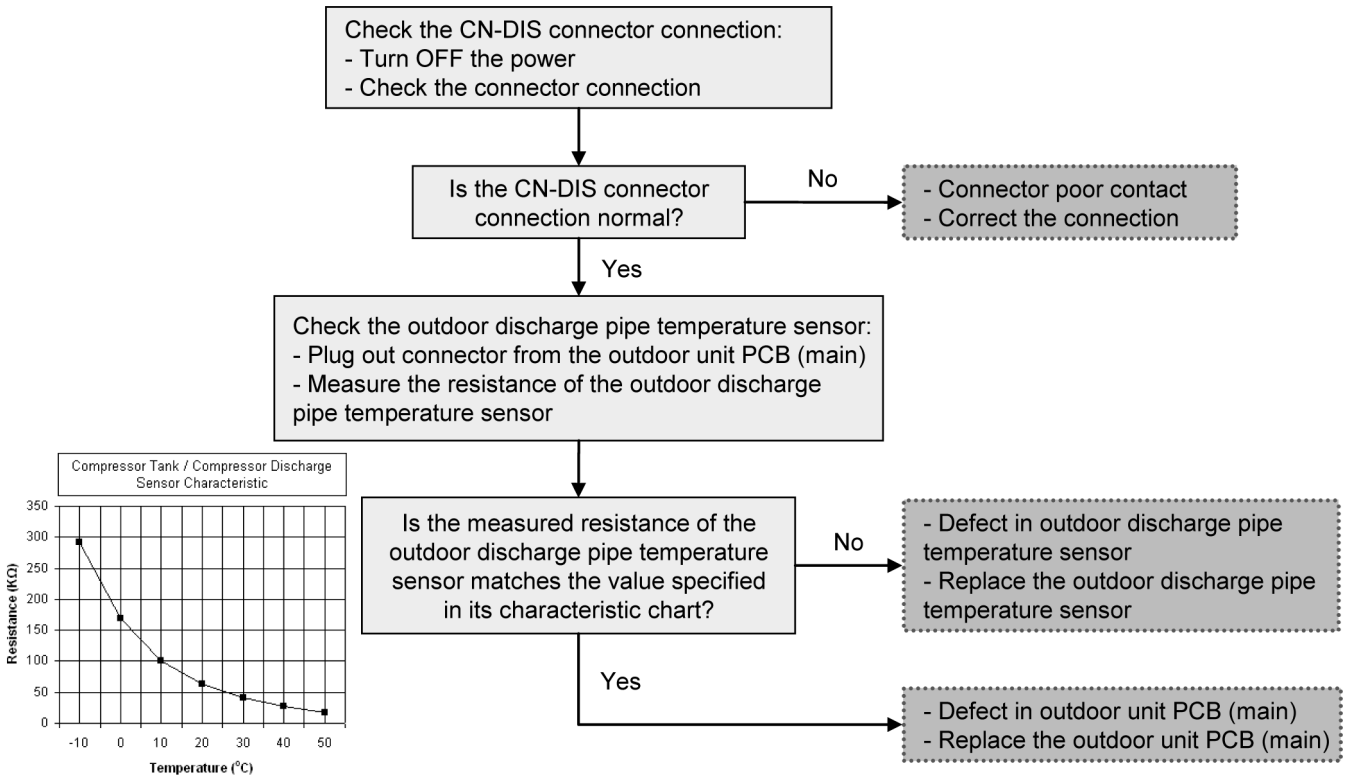 Check the CN-DIS connector connection:
- Turn OFF the power
- Check the connector connection
Is the CN-DIS connector
connection normal?
No
- Connector poor contact
- Correct the connection
Yes
Check the outdoor discharge pipe temperature sensor:
- Plug out connector from the outdoor unit PCB (main)
- Measure the resistance of the outdoor discharge
pipe temperature sensor
Compressor Tank / Compressor Discharge
Sensor Characteristic
350
300
250
200
150
100
50
0
Resistance (KΩ)
-10 0 10 20 30 40 50
Temperature (°C)
Is the measured resistance of the
outdoor discharge pipe temperature
sensor matches the value specified
in its characteristic chart?
No
- Defect in outdoor discharge pipe
temperature sensor
- Replace the outdoor discharge pipe
temperature sensor
Yes
- Defect in outdoor unit PCB (main)
- Replace the outdoor unit PCB (main)